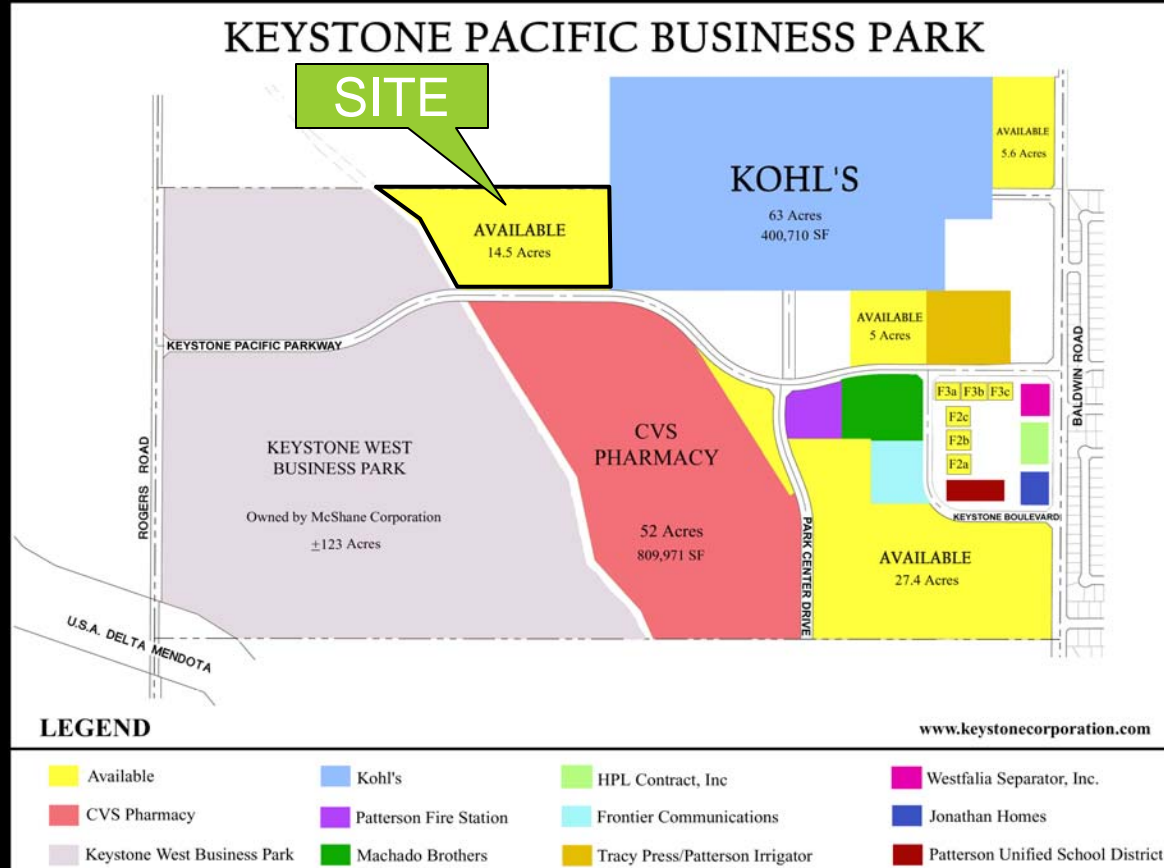 KEYSTONE PACIFIC BUSINESS PARK
SITE
AVAILABLE
5.6 Acres
KOHL'S
63 Acres
400,710 SF
AVAILABLE
14.5 Acres
AVAILABLE
5 Acres
KEYSTONE PACIFIC PARKWAY
BALDWIN ROAD
F3a F3b F3c
F2c
F2b
F2a
CVS
PHARMACY
52 Acres
809,971 SF
KEYSTONE WEST
BUSINESS PARK
Owned by McShane Corporation
+123 Acres
ROGERS ROAD
PARK CENTER DRIVE
KEYSTONE BOULEVARD
AVAILABLE
27.4 Acres
U.S.A. DELTA MENDOTA
LEGEND
www.keystonecorporation.com
Available
Kohl's
HPL Contract, Inc
Westfalia Separator, Inc.
CVS Pharmacy
Patterson Fire Station
Frontier Communications
Jonathan Homes
Keystone West Business Park
Machado Brothers
Tracy Press/Patterson Irrigator
Patterson Unified School District